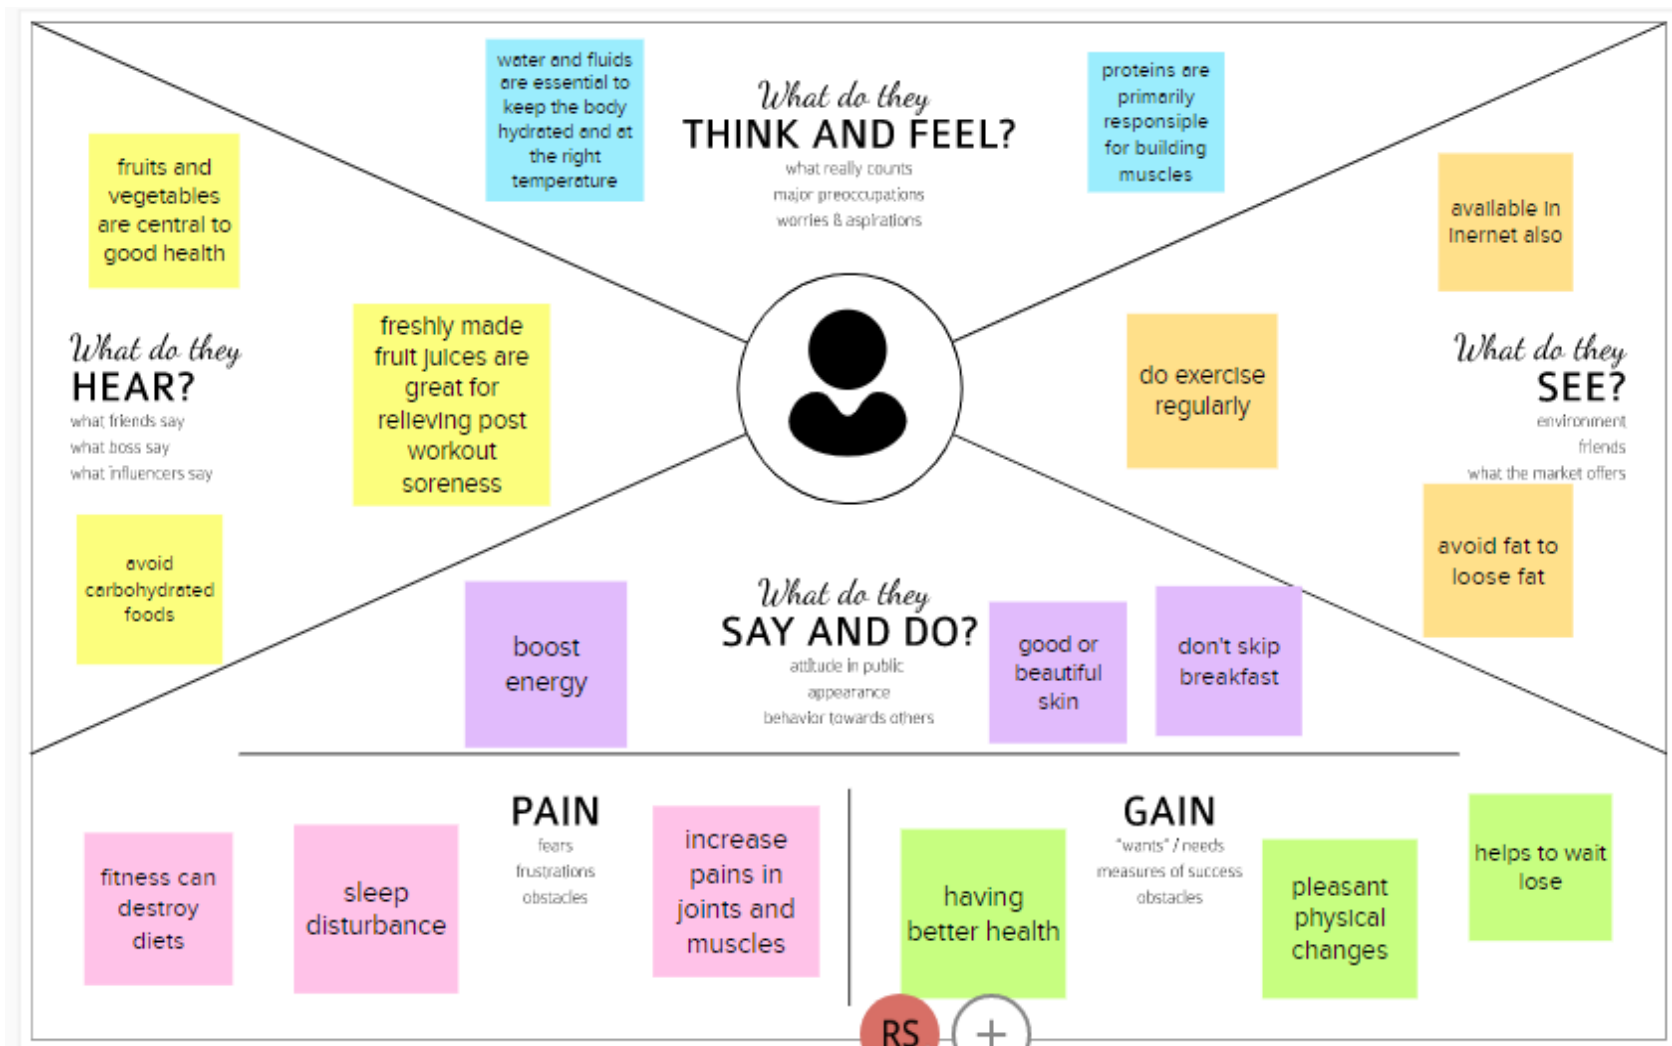 water and fluids
are essential to
keep the body
hydrated and at
the right
temperature
What do they
THINK AND FEEL?
what really counts
major preoccupations
worries & aspirations
proteins are
primarily
responsible
for building
muscles
fruits and
vegetables
are central to
good health
What do they
HEAR?
what friends say
what boss say
what influencers say
freshly made
fruit juices are
great for
relieving post
workout
soreness
avoid
carbohydrated
foods
available in
inernet also
do exercise
regularly
What do they
SEE?
environment
friends
what the market offers
avoid fat to
loose fat
boost
energy
What do they
SAY AND DO?
attitude in public
appearance
behavior towards others
good or
beautiful
skin
don't skip
breakfast
PAIN
fears
frustrations
obstacles
fitness can
destroy
diets
sleep
disturbance
increase
pains in
joints and
muscles
GAIN
"wants" / needs
measures of success
obstacles
having
better health
pleasant
physical
changes
helps to wait
lose
RS